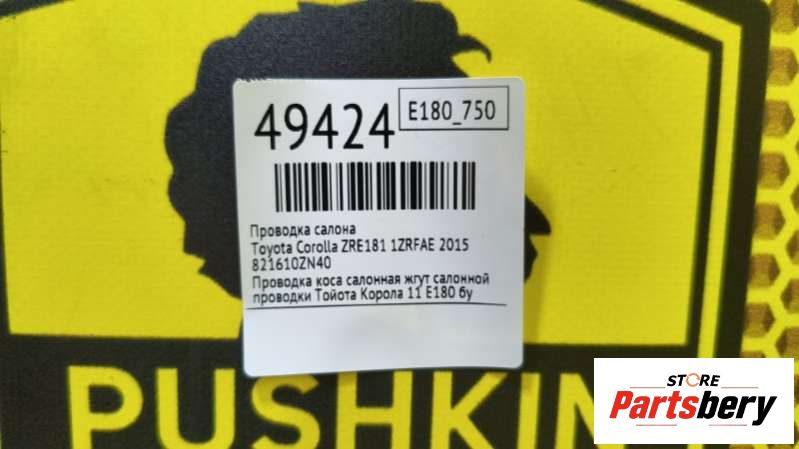 49424
E180_750
Проводка салона
Toyota Corolla ZRE181 1ZRFAE 2015
821610ZN40
Проводка коса салонная жгут салонной
проводки Тойота Корола 11 Е180 бу
PUSHKIN
STORE
Partsbery